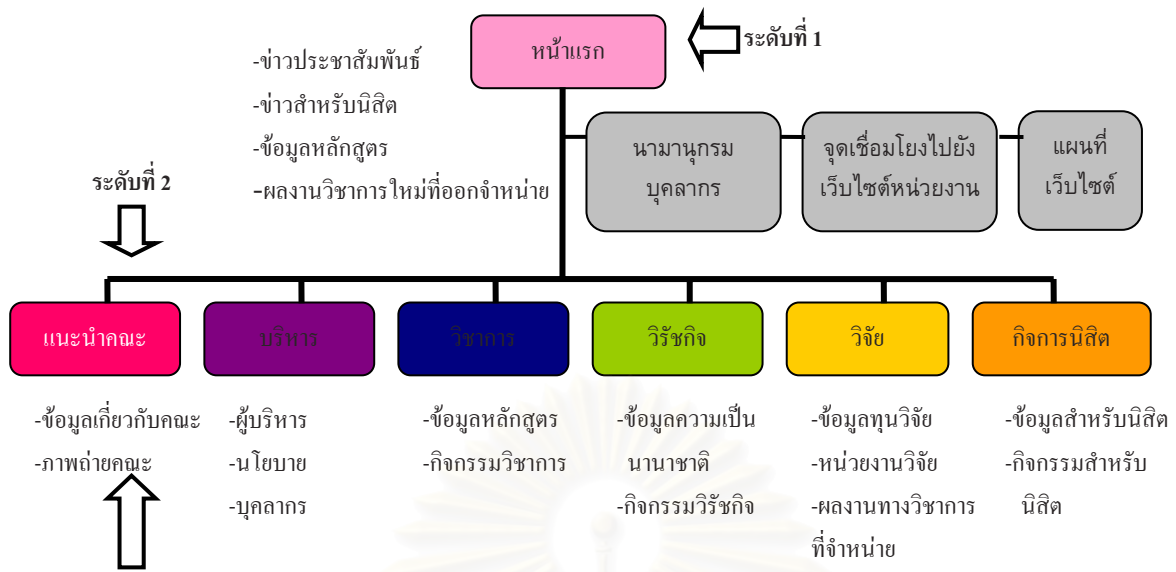 หน้าแรก
ระดับที่ 1
-ข่าวประชาสัมพันธ์
-ข่าวสำหรับนิสิต
-ข้อมูลหลักสูตร
-ผลงานวิชาการใหม่ที่ออกจำหน่าย
นามานุกรม
บุคลากร
จุดเชื่อมโยงไปยัง
เว็บไซต์หน่วยงาน
แผนที่
เว็บไซต์
ระดับที่ 2
แนะนำคณะ
บริหาร
วิชาการ
วิรัชกิจ
วิจัย
กิจการนิสิต
-ข้อมูลเกี่ยวกับคณะ
-ภาพถ่ายคณะ
-ผู้บริหาร
-นโยบาย
-บุคลากร
-ข้อมูลหลักสูตร
-กิจกรรมวิชาการ
-ข้อมูลความเป็น
นานาชาติ
-กิจกรรมวิรัชกิจ
-ข้อมูลทุนวิจัย
-หน่วยงานวิจัย
-ผลงานทางวิชาการ
ที่จำหน่าย
-ข้อมูลสำหรับนิสิต
-กิจกรรมสำหรับ
นิสิต